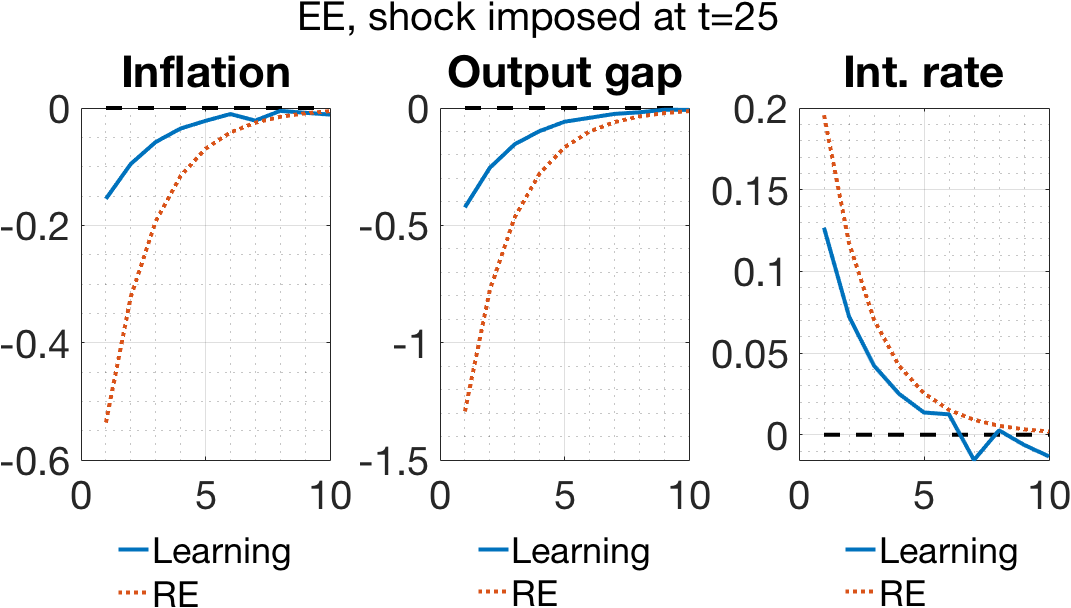 EE, shock imposed at t=25
Inflation Output gap Int. rate
0
-0.2
-0.4
-0.6
0 5 10
0
-0.5
-1
-1.5
0 5 10
0.2
0.15
0.1
0.05
0
0 5 10
Learning Learning Learning
RE RE RE